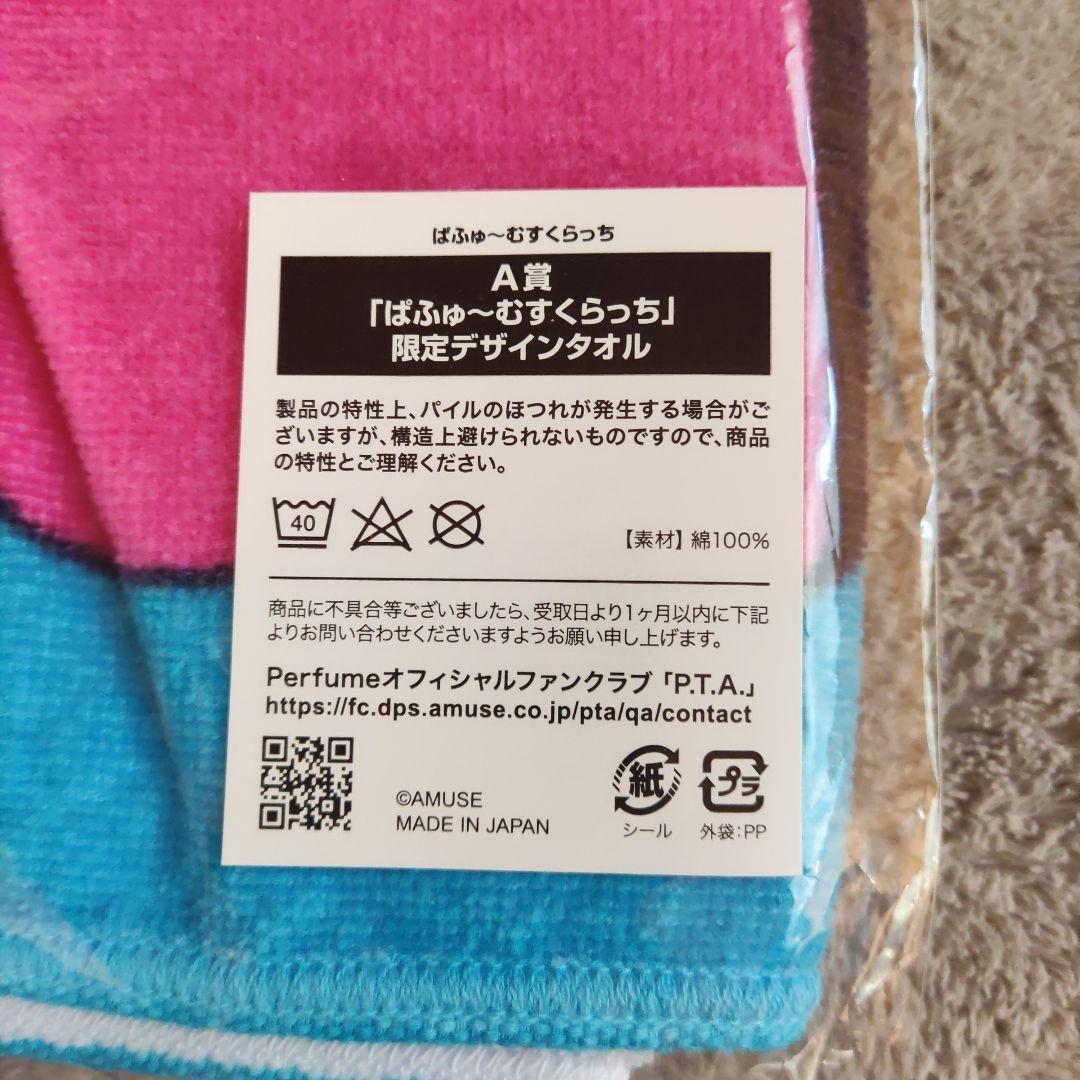 ぱふゅ～むすくらっち
A賞
「ぱふゅ～むすくらっち」
限定デザインタオル
製品の特性上、パイルのほつれが発生する場合がご
ざいますが、構造上避けられないものですので、商品
の特性とご理解ください。
40
【素材】綿100%
商品に不具合等ございましたら、受取日より1ヶ月以内に下記
よりお問い合わせくださいますようお願い申し上げます。
Perfumeオフィシャルファンクラブ「P.T.A.」
https://fc.dps.amuse.co.jp/pta/qa/contact
©AMUSE
MADE IN JAPAN
紙
シール
プラ
外袋:PP